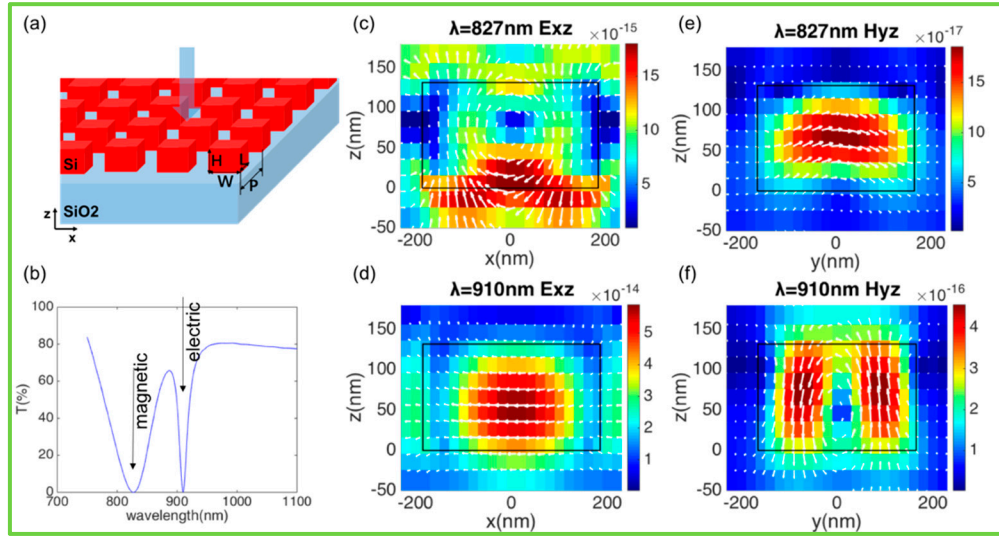 (a)
Si
H
L
W
P
SiO2
z
x
(b)
100
80
60
40
20
0
T(%)
magnetic
electric
700 800 900 1000 1100
wavelength(nm)
(c)
λ=827nm Exz
×10-15
150
100
50
0
-50
z(nm)
-200 0 200
x(nm)
15
10
5
(d)
λ=910nm Exz
×10-14
150
100
50
0
-50
z(nm)
-200 0 200
x(nm)
5
4
3
2
1
(e)
λ=827nm Hyz
×10-17
150
100
50
0
-50
z(nm)
-200 0 200
y(nm)
15
10
5
(f)
λ=910nm Hyz
×10-16
150
100
50
0
-50
z(nm)
-200 0 200
y(nm)
4
3
2
1